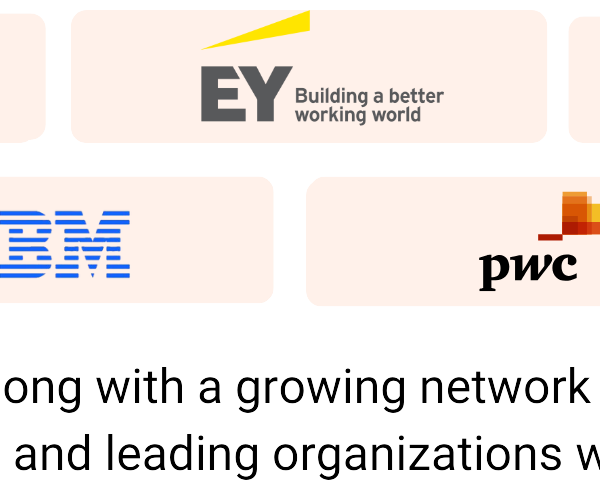 EY
Building a better
working world
BM
pwc
ong with a growing network
and leading organizations w